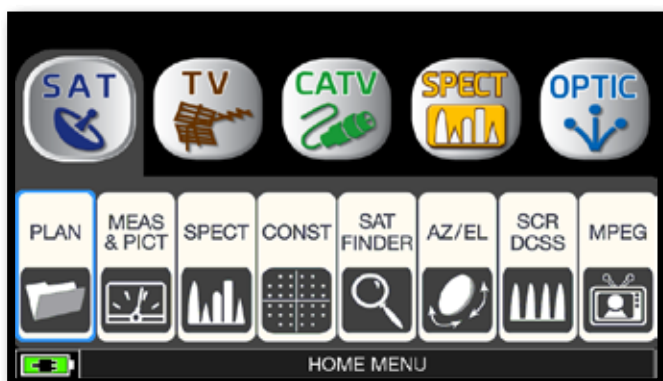 SAT TV CATV SPECT OPTIC
PLAN MEAS & PICT SPECT CONST SAT FINDER AZ/EL SCR DCSS MPEG
HOME MENU